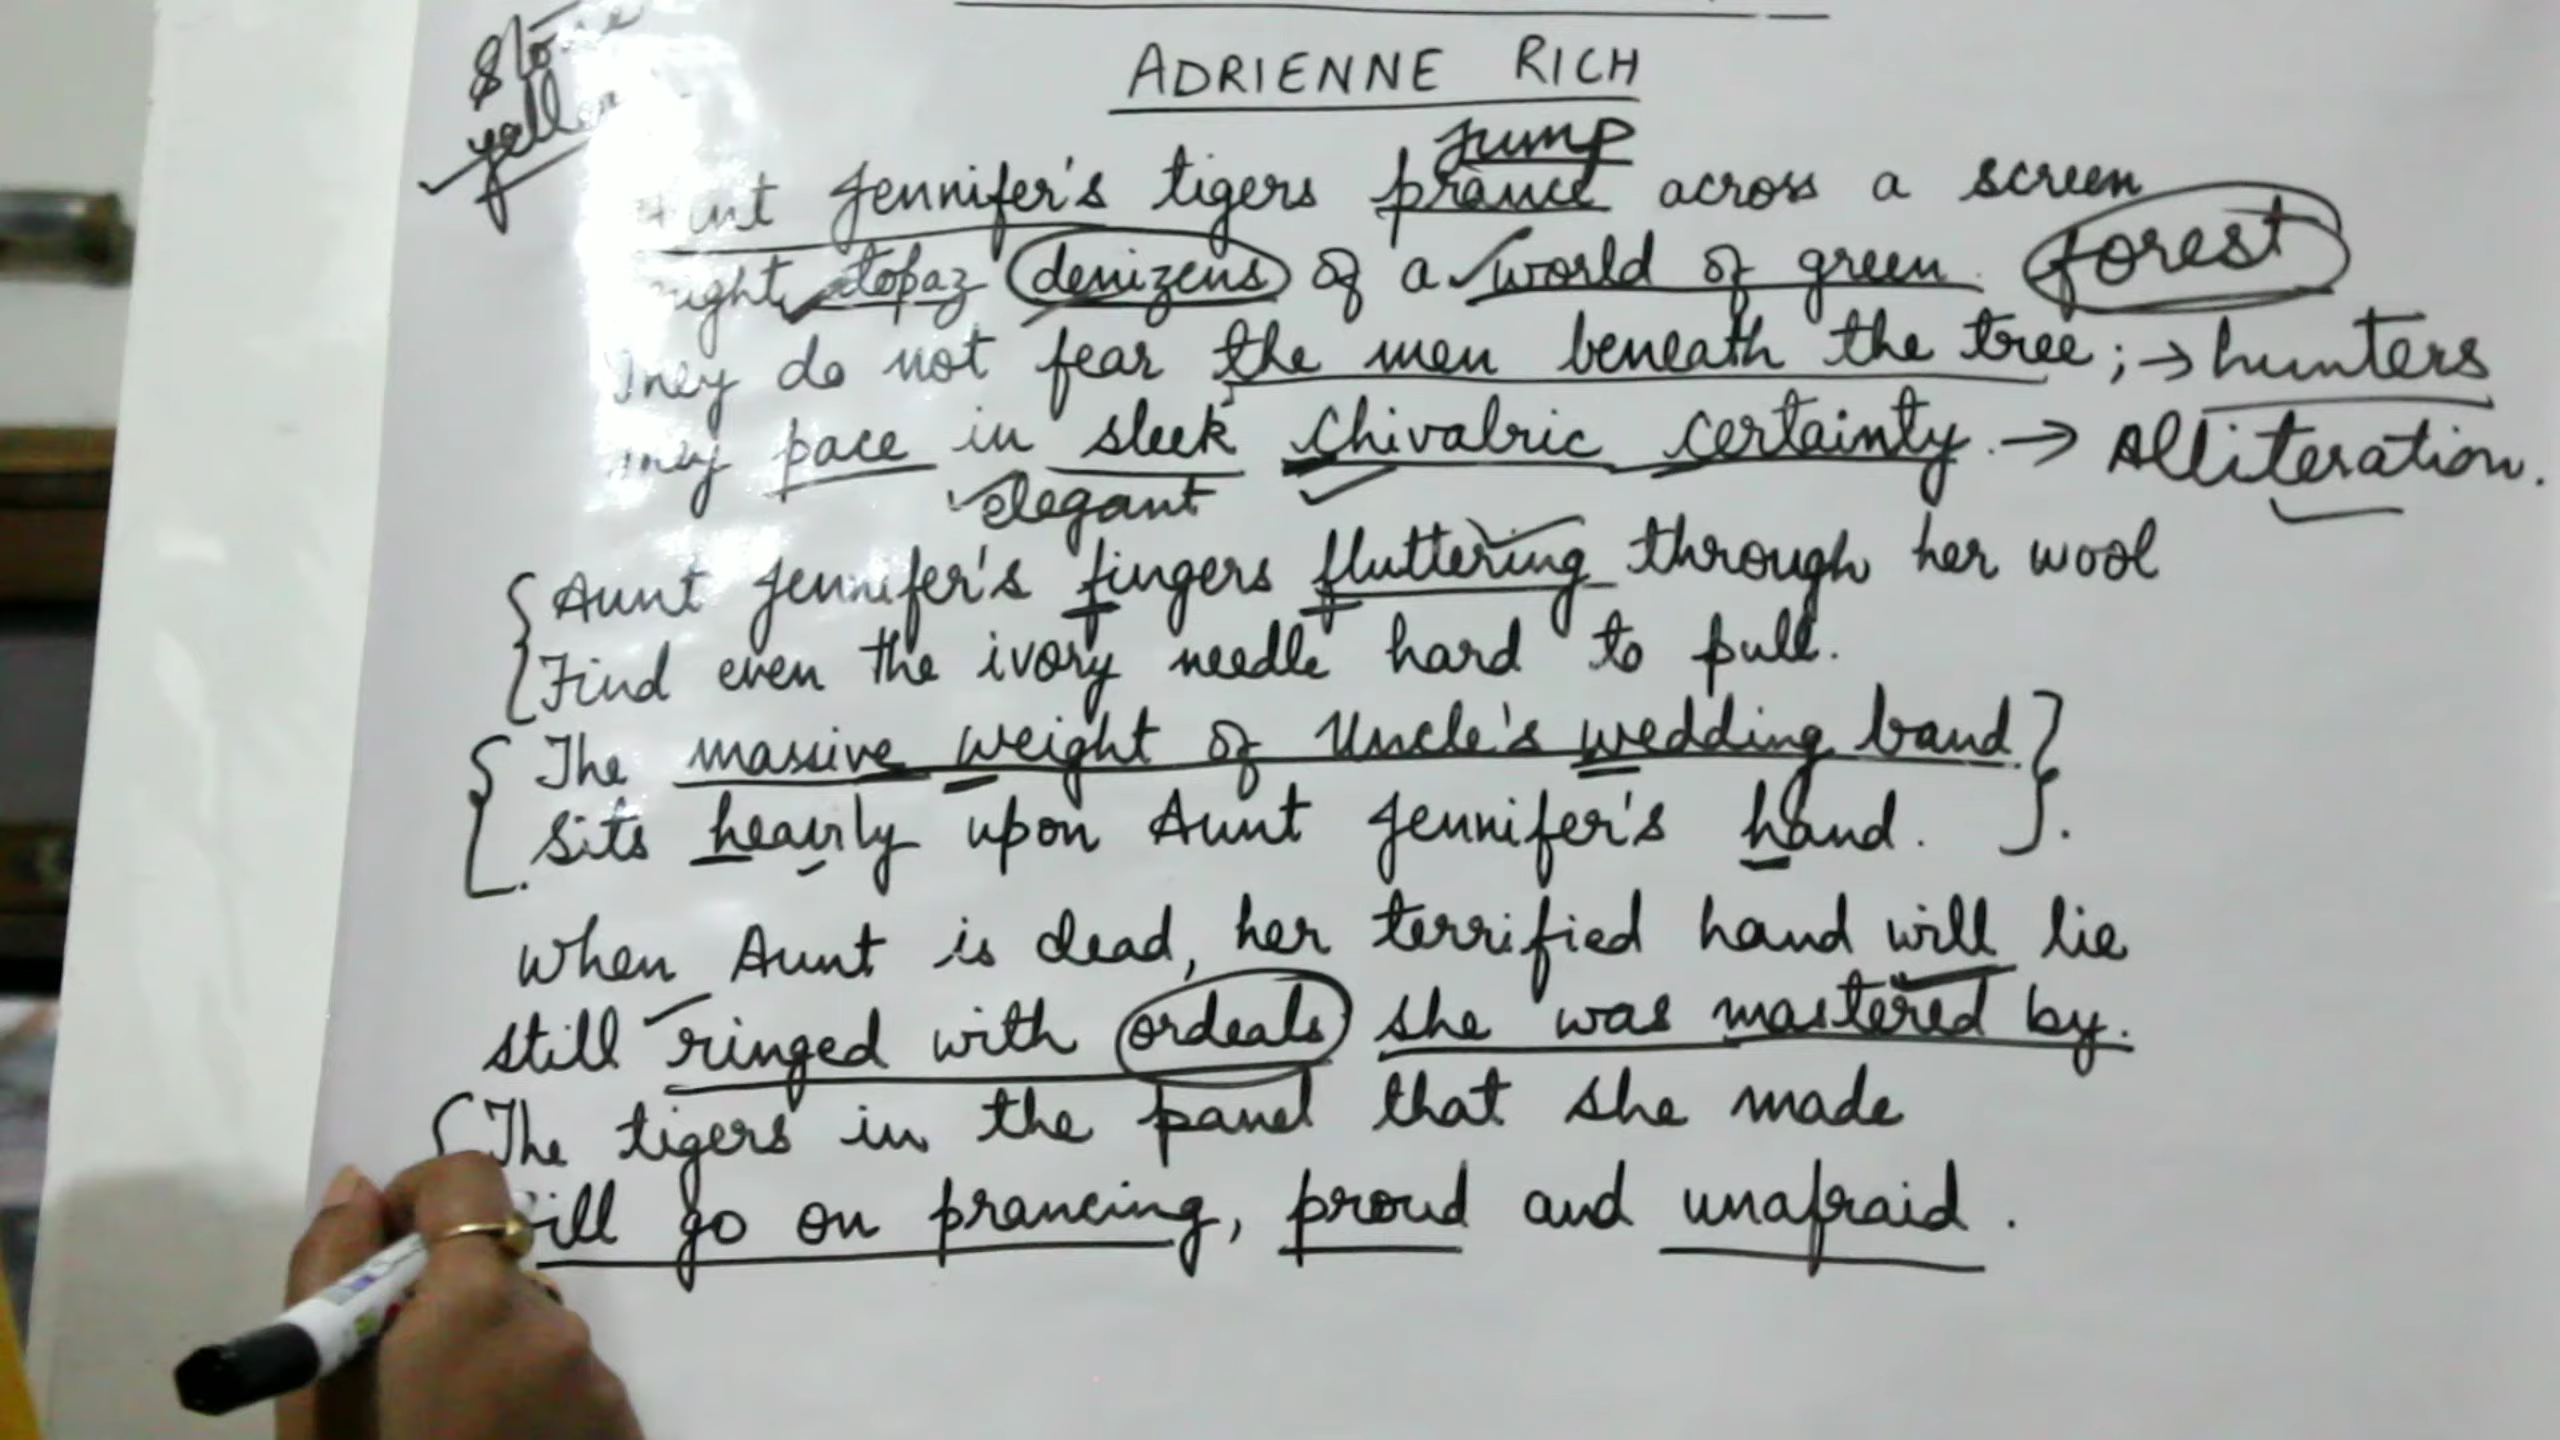 ADRIENNE RICH
Stone
yellow
jump
Aunt Jennifer's tigers prance across a screen
topaz denizens of a world of green. forest
They do not fear the men beneath the tree; → hunters
They pace in sleek chivalric certainty. → Alliteration.
elegant
Aunt Jennifer's fingers fluttering through her wool
Find even the ivory needle hard to pull.
The massive weight of Uncle's wedding band
Sits heavily upon Aunt Jennifer's hand.
When Aunt is dead, her terrified hand will lie
still ringed with ordeals she was mastered by.
The tigers in the panel that she made
go on prancing, proud and unafraid.